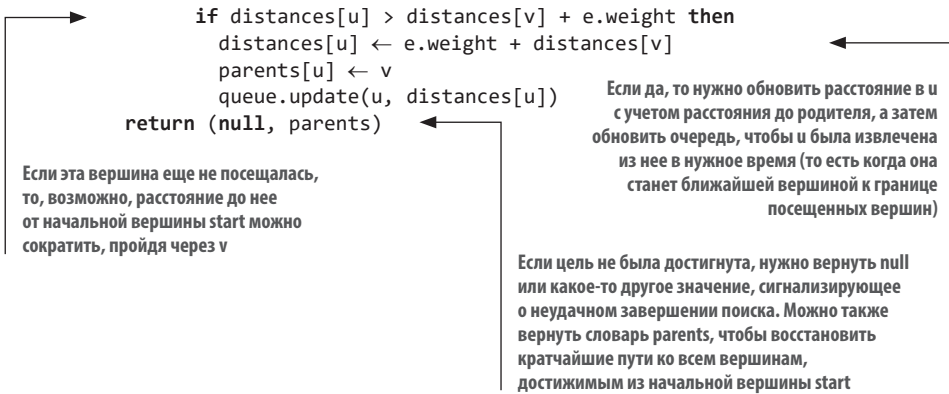 if distances[u] > distances[v] + e.weight then
distances[u] ← e.weight + distances[v]
parents[u] ← v
queue.update(u, distances[u])
return (null, parents)
Если да, то нужно обновить расстояние в u
с учетом расстояния до родителя, а затем
обновить очередь, чтобы u была извлечена
из нее в нужное время (то есть когда она
станет ближайшей вершиной к границе
посещенных вершин)
Если эта вершина еще не посещалась,
то, возможно, расстояние до нее
от начальной вершины start можно
сократить, пройдя через v
Если цель не была достигнута, нужно вернуть null
или какое-то другое значение, сигнализирующее
о неудачном завершении поиска. Можно также
вернуть словарь parents, чтобы восстановить
кратчайшие пути ко всем вершинам,
достижимым из начальной вершины start